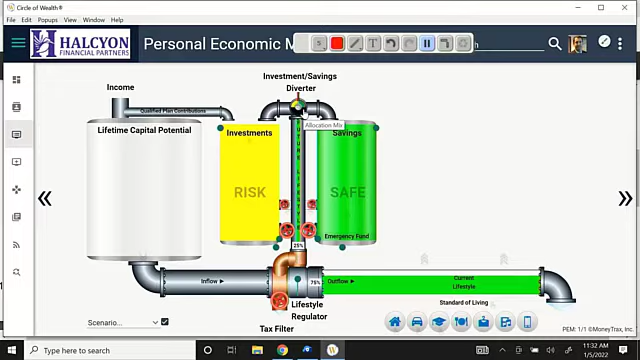 Circle of Wealth®
File Edit Popups View Window Help
HALCYON
FINANCIAL PARTNERS
Personal Economic M
s
T
h
Investment/Savings
Diverter
Income
Qualified Plan Contributions
Allocation Mix
Lifetime Capital Potential
Investments
Savings
FUTURE LIFESTYLE
RISK
SAFE
Emergency Fund
25%
Inflow ►
75%
Outflow ►
Current
Lifestyle
Lifestyle
Regulator
Standard of Living
Scenario...
Tax Filter
PEM: 1/1 ©MoneyTrax, Inc.
Type here to search
11:32 AM
1/5/2022